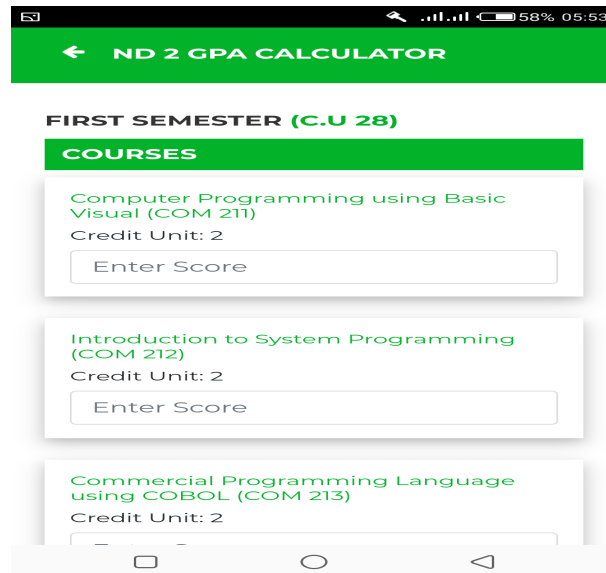 58% 05:53
ND 2 GPA CALCULATOR
FIRST SEMESTER (C.U 28)
COURSES
Computer Programming using Basic
Visual (COM 211)
Credit Unit: 2
Enter Score
Introduction to System Programming
(COM 212)
Credit Unit: 2
Enter Score
Commercial Programming Language
using COBOL (COM 213)
Credit Unit: 2